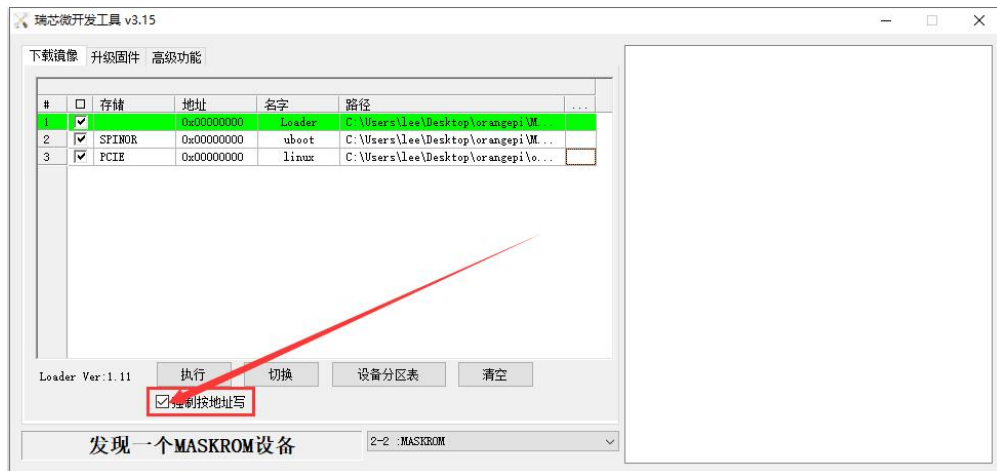 瑞芯微开发工具 v3.15
下载镜像 升级固件 高级功能
# 存储 地址 名字 路径 ...
1 0x00000000 Loader C:\Users\lee\Desktop\orangepi\M...
2 SPINOR 0x00000000 uboot C:\Users\lee\Desktop\orangepi\M...
3 PCIE 0x00000000 linux C:\Users\lee\Desktop\orangepi\o...
Loader Ver:1.11 执行 切换 设备分区表 清空
强制按地址写
发现一个MASKROM设备 2-2 :MASKROM